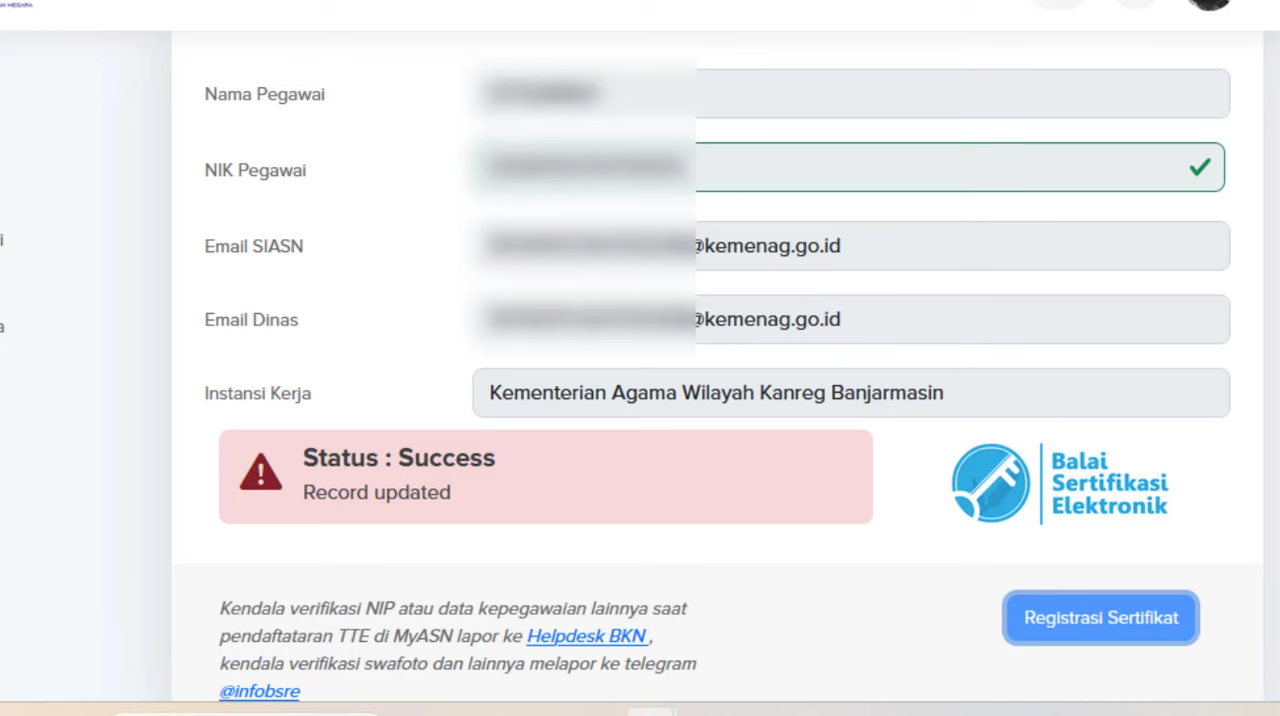 Nama Pegawai
NIK Pegawai
Email SIASN
@kemenag.go.id
Email Dinas
@kemenag.go.id
Instansi Kerja
Kementerian Agama Wilayah Kanreg Banjarmasin
Status : Success
Record updated
Balai
Sertifikasi
Elektronik
Kendala verifikasi NIP atau data kepegawaian lainnya saat
pendaftataran TTE di MyASN lapor ke Helpdesk BKN ,
kendala verifikasi swafoto dan lainnya melapor ke telegram
@infobsre
Registrasi Sertifikat